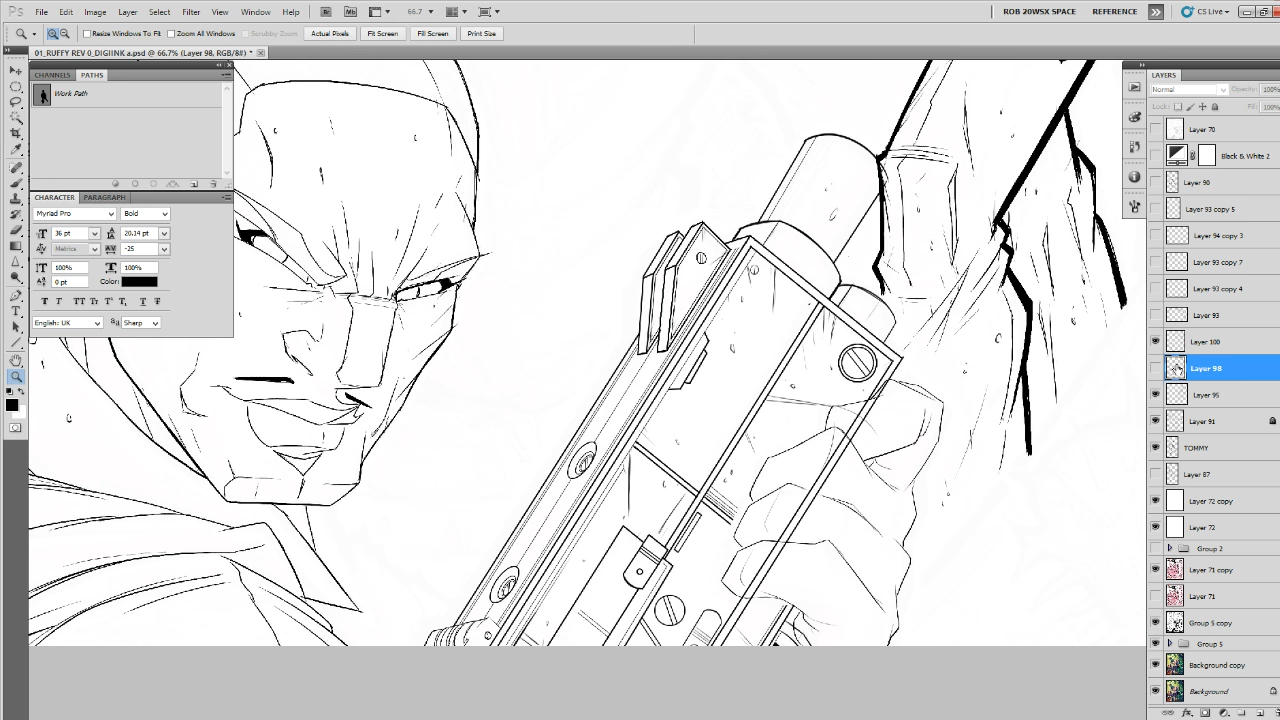 Ps File Edit Image Layer Select Filter View Window Help Br Mb 66.7 ROB 20WSX SPACE REFERENCE CS Live
Resize Windows To Fit Zoom All Windows Scrubby Zoom Actual Pixels Fit Screen Fill Screen Print Size
01_RUFFY REV 0_DIGIINK a.psd @ 66.7% (Layer 98, RGB/8#) *
CHANNELS PATHS
Work Path
CHARACTER PARAGRAPH
Myriad Pro Bold
36 pt 20.14 pt
Metrics -25
100% 100%
0 pt Color:
T T TT Tr T' T, T T
English: UK aa Sharp
LAYERS
Normal Opacity: 100%
Lock: Fill: 100%
Layer 70
Black & White 2
Layer 90
Layer 93 copy 5
Layer 94 copy 3
Layer 93 copy 7
Layer 93 copy 4
Layer 93
Layer 100
Layer 98
Layer 95
Layer 91
TOMMY
Layer 87
Layer 72 copy
Layer 72
Group 2
Layer 71 copy
Layer 71
Group 5 copy
Group 5
Background copy
Background